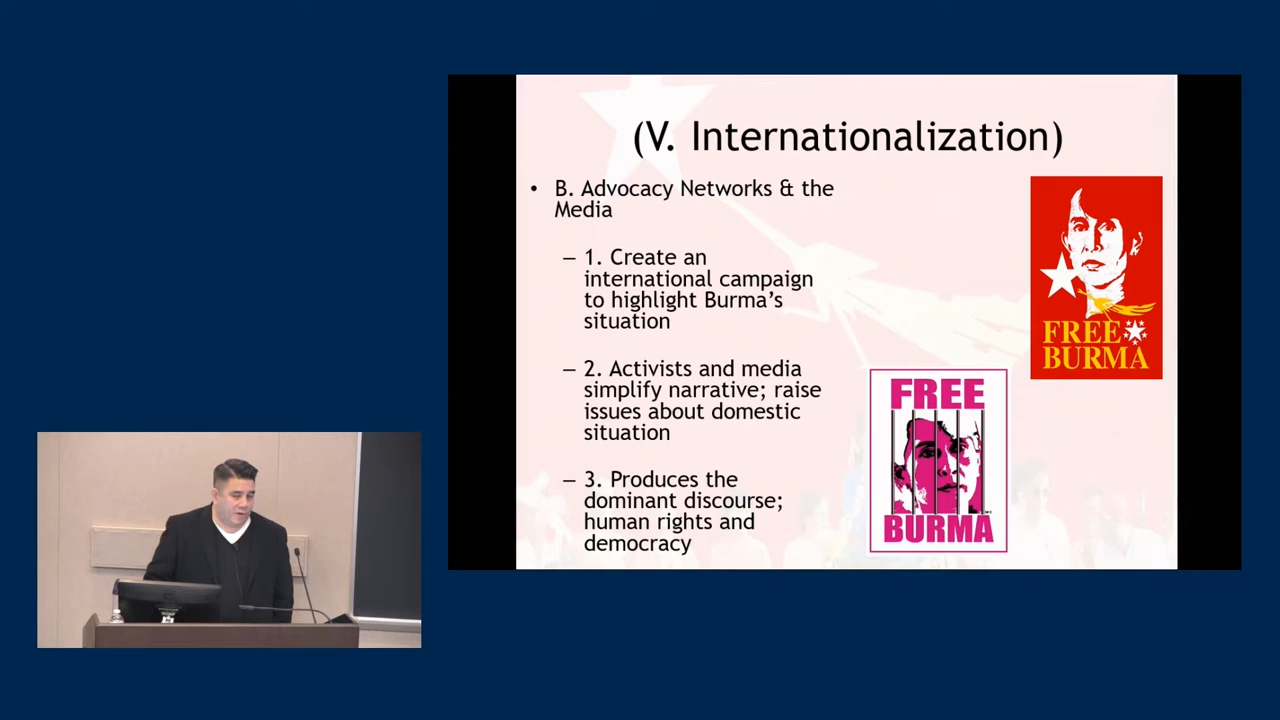 (V. Internationalization)
• B. Advocacy Networks & the
Media
– 1. Create an
international campaign
to highlight Burma's
situation
– 2. Activists and media
simplify narrative; raise
issues about domestic
situation
– 3. Produces the
dominant discourse;
human rights and
democracy
FREE
BURMA
FREE
BURMA